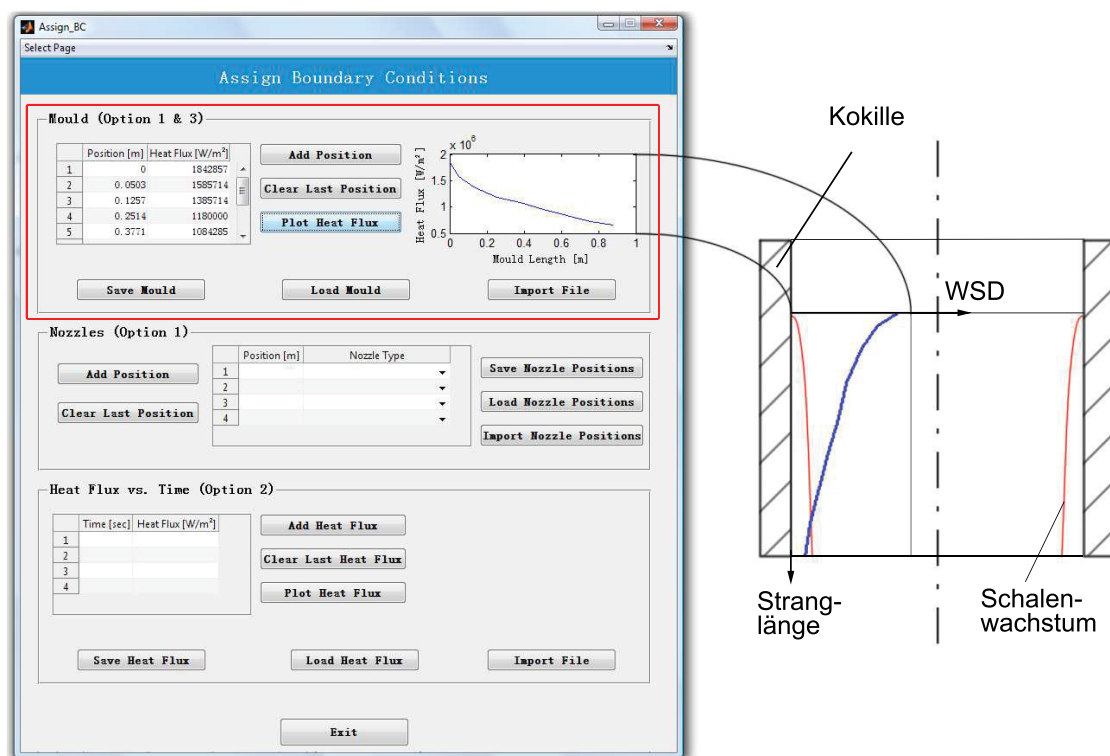 Assign_BC
Select Page
Assign Boundary Conditions
Mould (Option 1 & 3)
Position [m] Heat Flux [W/m²]
1 0 1842857
2 0.0503 1585714
3 0.1257 1385714
4 0.2514 1180000
5 0.3771 1084285
Add Position
Clear Last Position
Plot Heat Flux
x 10⁶
2
1.5
1
0.5
Heat Flux [W/m²]
0 0.2 0.4 0.6 0.8 1
Mould Length [m]
Save Mould
Load Mould
Import File
Nozzles (Option 1)
Add Position
Clear Last Position
Position [m] Nozzle Type
1
2
3
4
Save Nozzle Positions
Load Nozzle Positions
Import Nozzle Positions
Heat Flux vs. Time (Option 2)
Time [sec] Heat Flux [W/m²]
1
2
3
4
Add Heat Flux
Clear Last Heat Flux
Plot Heat Flux
Save Heat Flux
Load Heat Flux
Import File
Exit
Kokille
WSD
Strang-
länge
Schalen-
wachstum